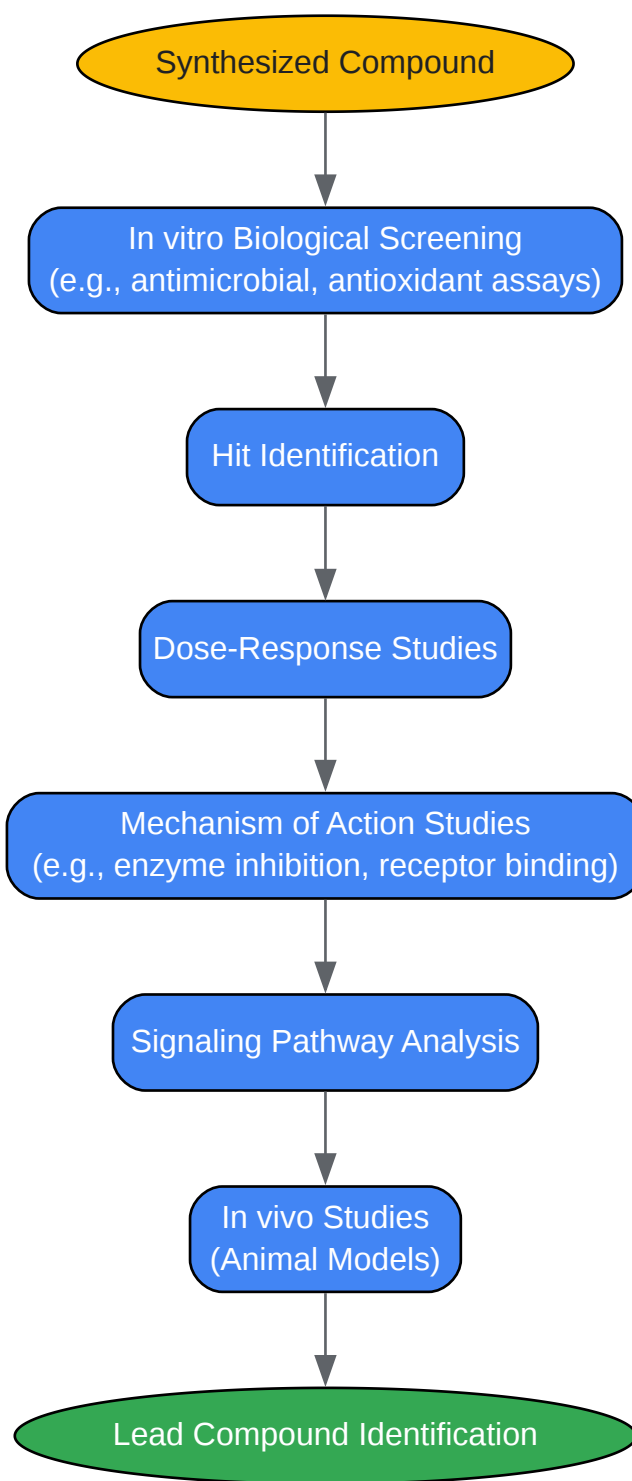 Synthesized Compound
In vitro Biological Screening
(e.g., antimicrobial, antioxidant assays)
Hit Identification
Dose-Response Studies
Mechanism of Action Studies
(e.g., enzyme inhibition, receptor binding)
Signaling Pathway Analysis
In vivo Studies
(Animal Models)
Lead Compound Identification